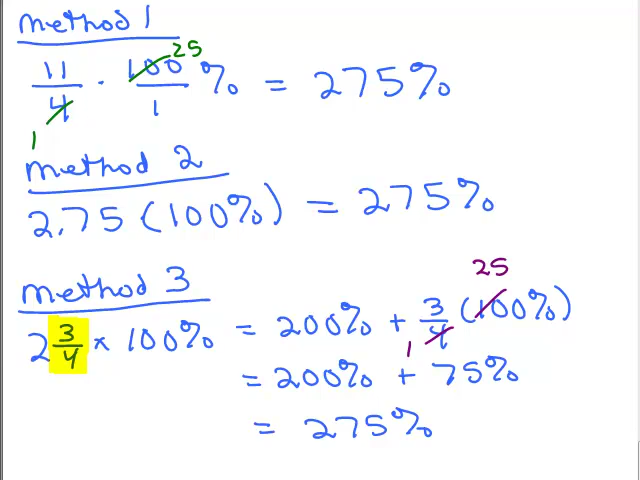 method 1
11/4 · 100/1 % = 275%
25
1
method 2
2.75 (100%) = 275%
method 3
2 3/4 × 100% = 200% + 3/4 (100%)
25
1
= 200% + 75%
= 275%